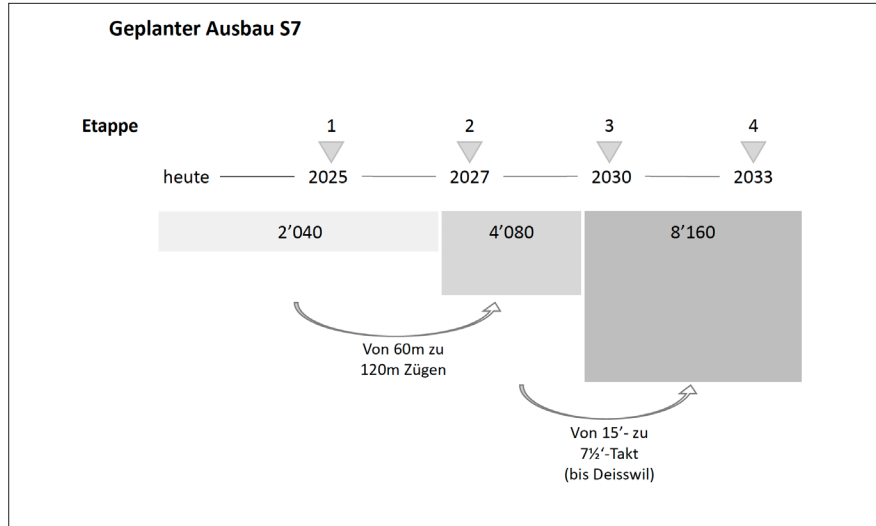 Geplanter Ausbau S7
Etappe 1 2 3 4
heute 2025 2027 2030 2033
2’040 4’080 8’160
Von 60m zu
120m Zügen
Von 15’- zu
7½‘-Takt
(bis Deisswil)